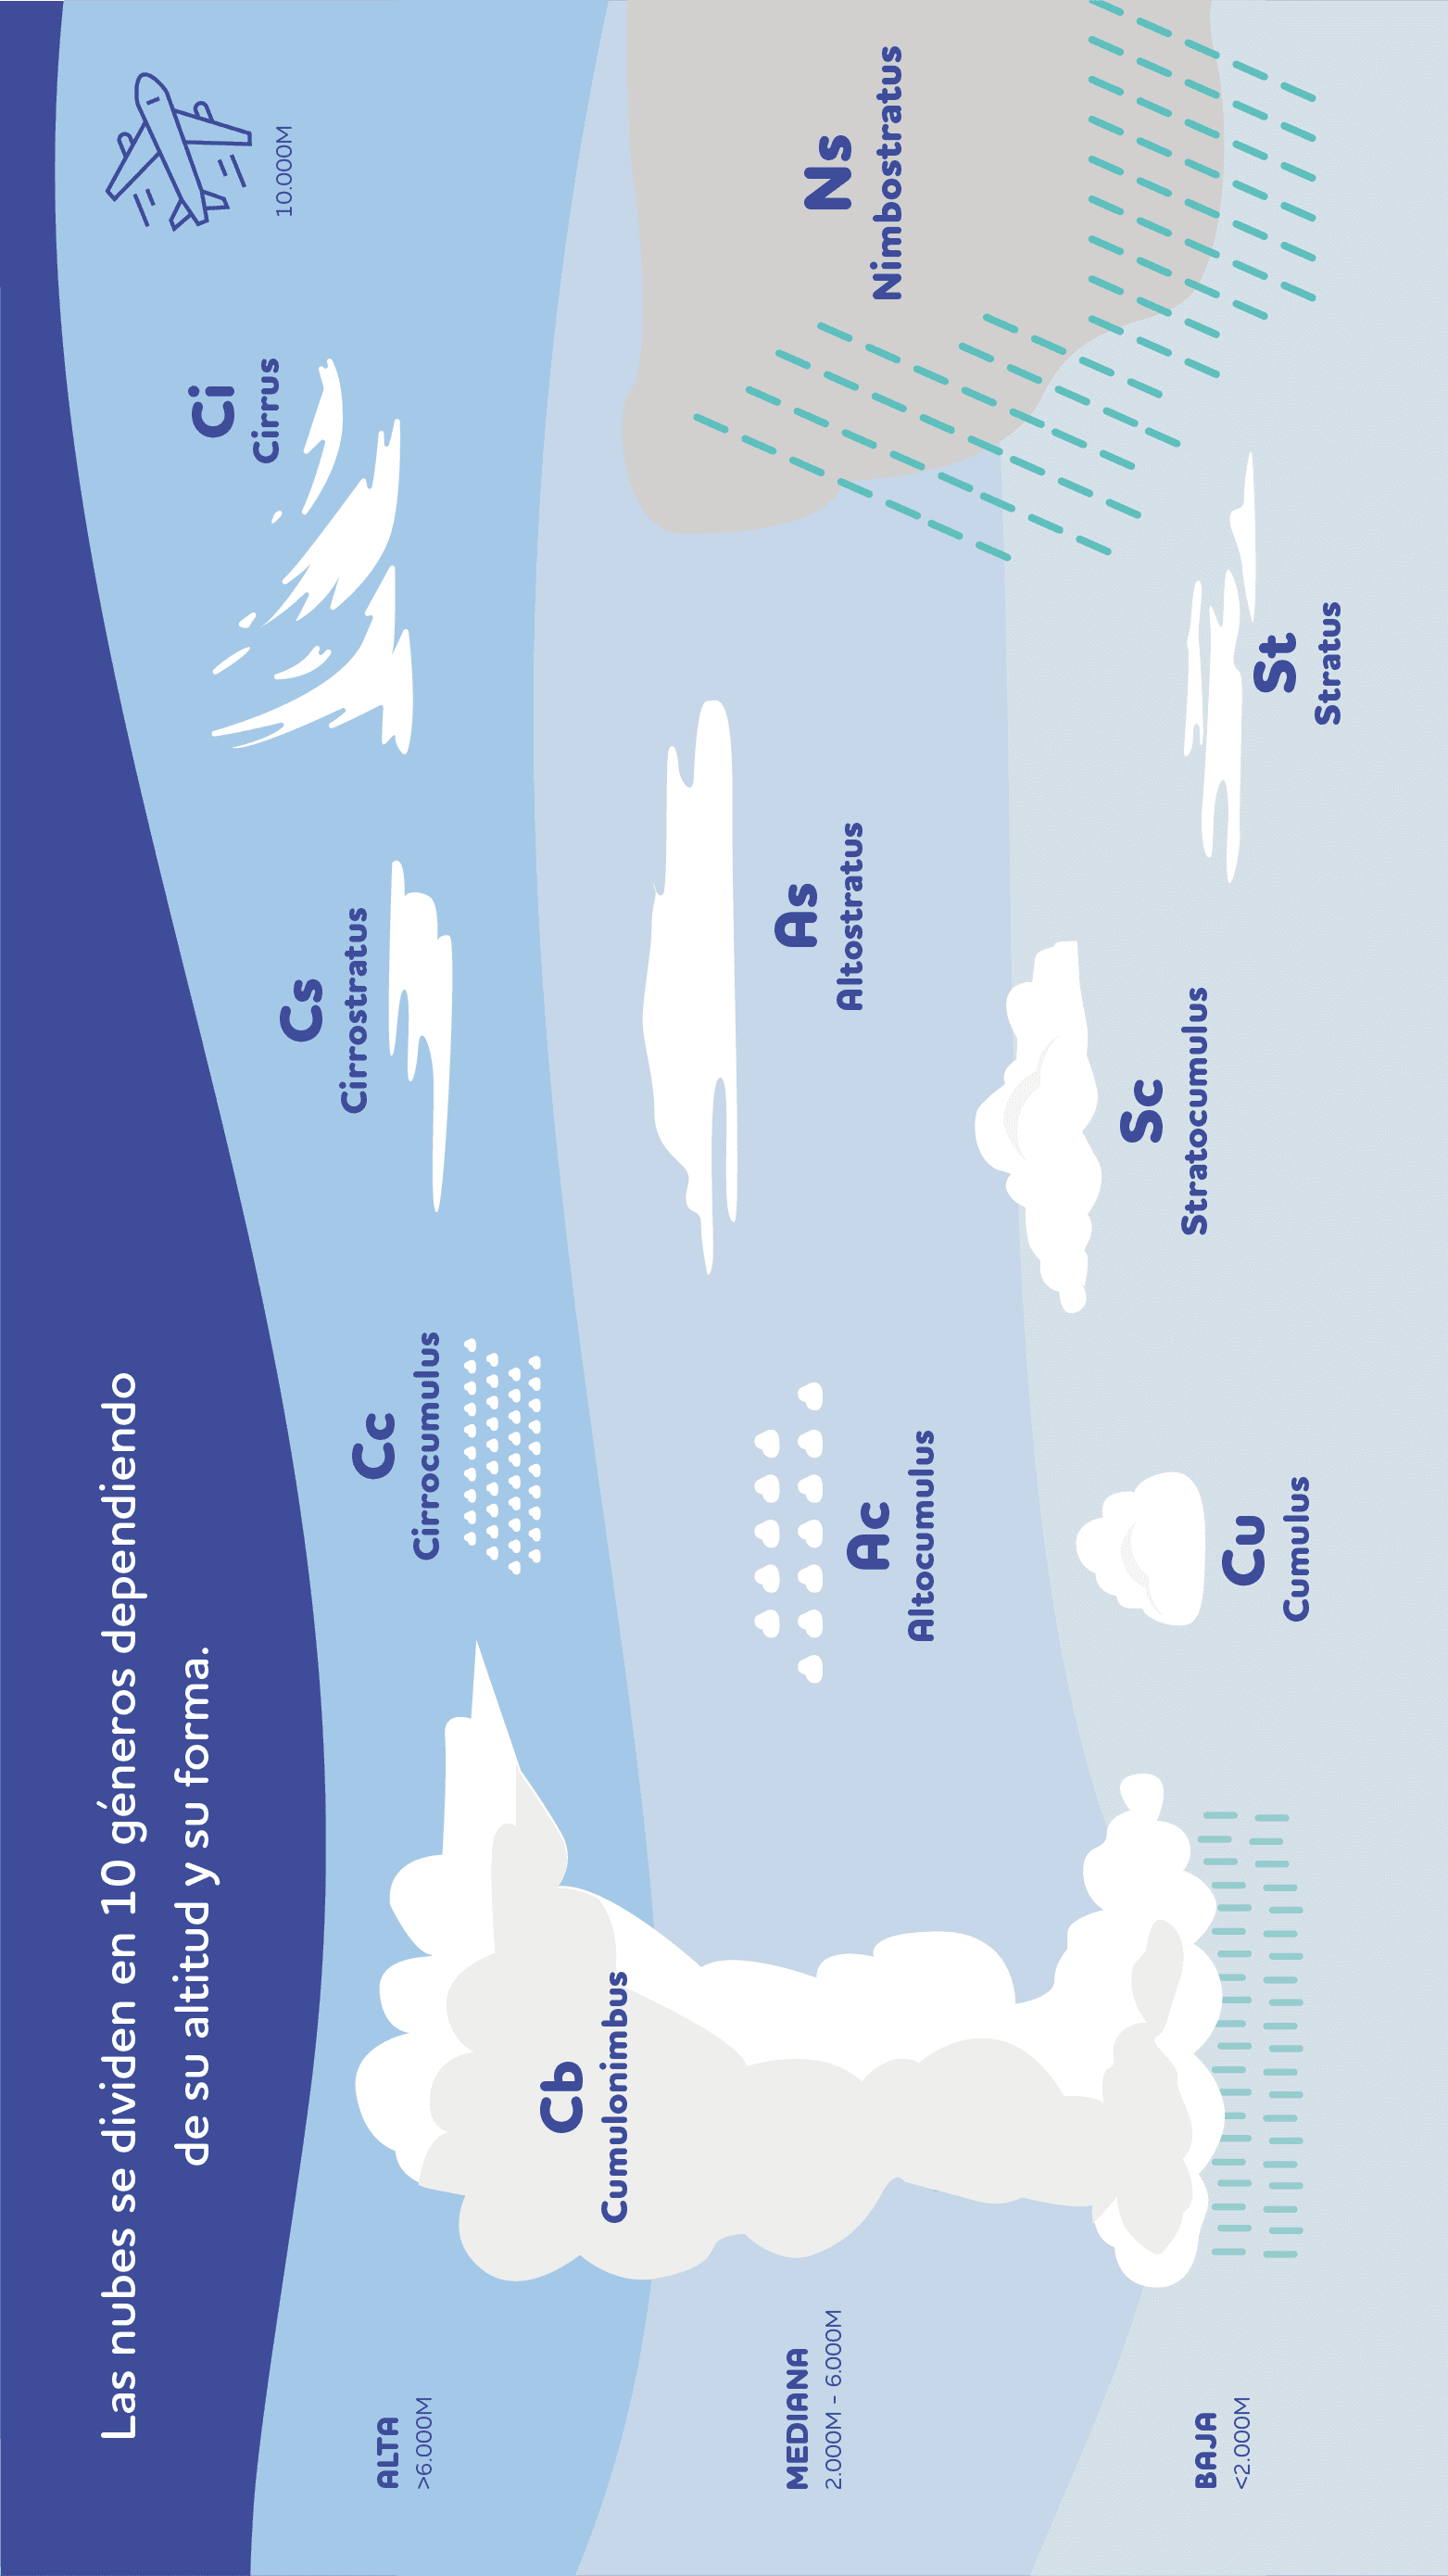 Las nubes se dividen en 10 géneros dependiendo
de su altitud y su forma.
10.000M
Ci
Cirrus
Cs
Cirrostratus
Cc
Cirrocumulus
ALTA
>6.000M
Cb
Cumulonimbus
Ns
Nimbostratus
As
Altostratus
Ac
Altocumulus
MEDIANA
2.000M - 6.000M
Sc
Stratocumulus
St
Stratus
Cu
Cumulus
BAJA
<2.000M